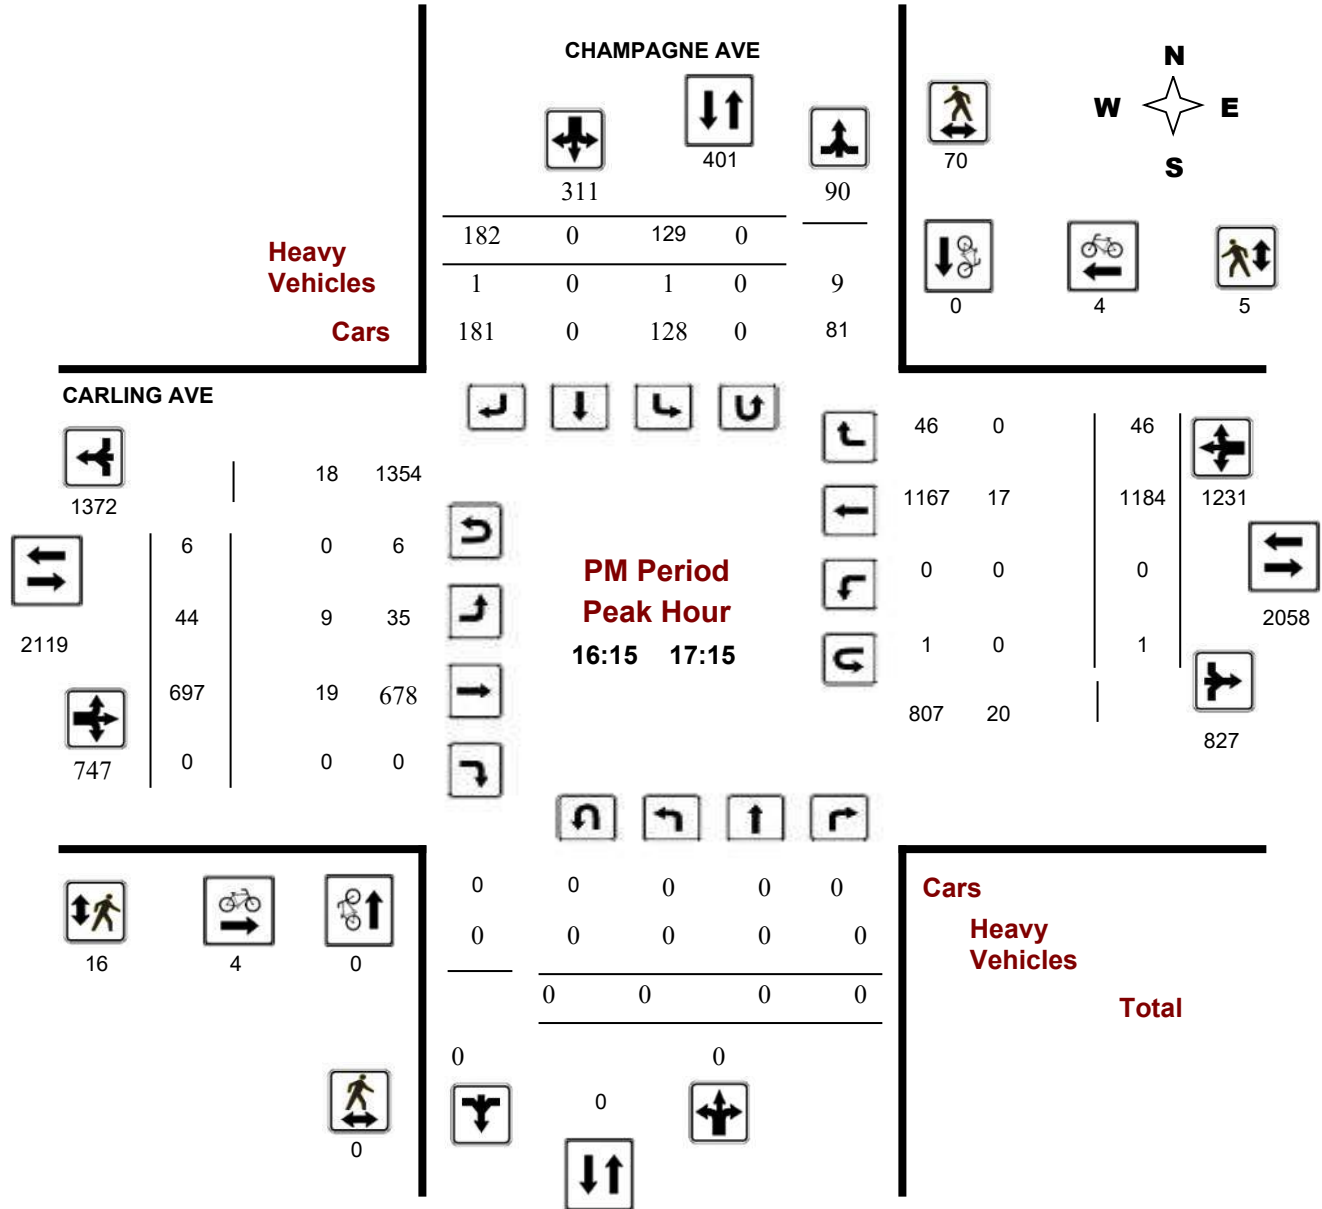 CHAMPAGNE AVE
N
W E
S
401
70
311 90
182 0 129 0
Heavy
Vehicles
1 0 1 0 9
0 4 5
Cars
181 0 128 0 81
CARLING AVE
46 0 46
18 1354
1372
1167 17 1184 1231
6 0 6
PM Period
0 0 0
Peak Hour
44 9 35
2058
2119
16:15 17:15
1 0 1
697 19 678
807 20
827
747 0 0 0
0 0 0 0 0
Cars
0 0 0 0 0
Heavy
Vehicles
16 4 0
0 0 0 0
Total
0 0
0
0